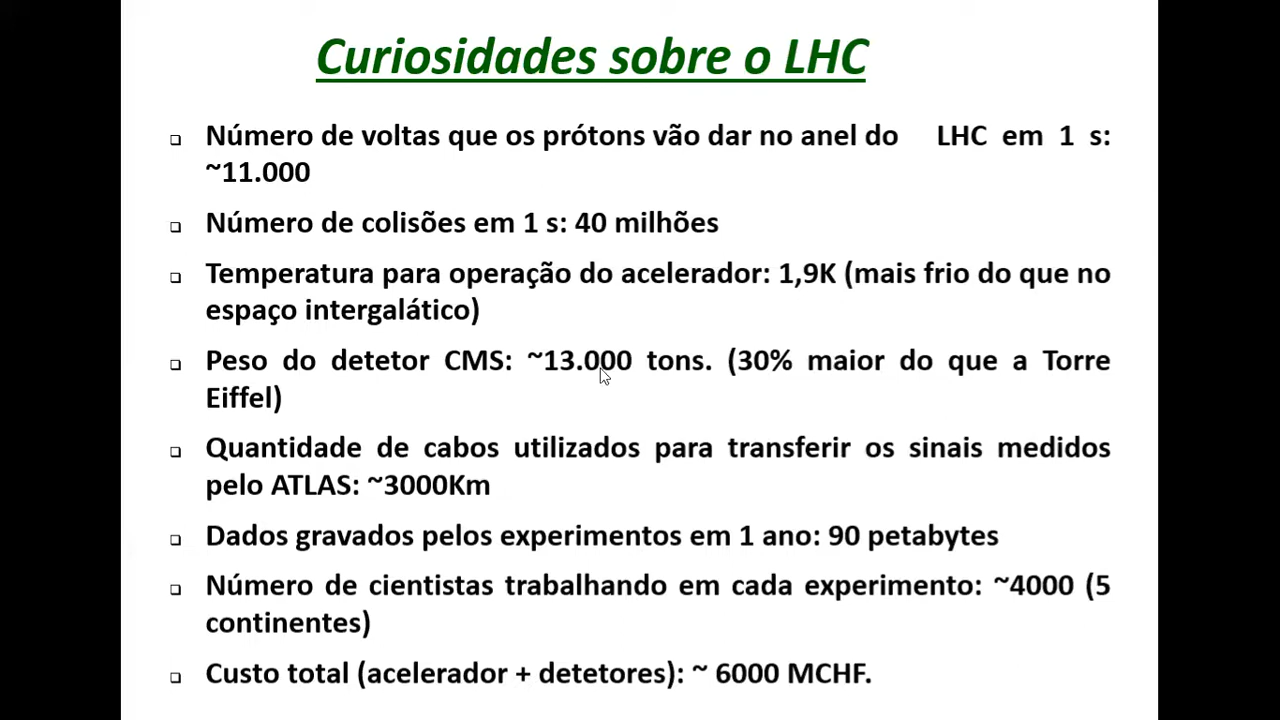 Curiosidades sobre o LHC
Número de voltas que os prótons vão dar no anel do LHC em 1 s:
~11.000
Número de colisões em 1 s: 40 milhões
Temperatura para operação do acelerador: 1,9K (mais frio do que no
espaço intergalático)
Peso do detetor CMS: ~13.000 tons. (30% maior do que a Torre
Eiffel)
Quantidade de cabos utilizados para transferir os sinais medidos
pelo ATLAS: ~3000Km
Dados gravados pelos experimentos em 1 ano: 90 petabytes
Número de cientistas trabalhando em cada experimento: ~4000 (5
continentes)
Custo total (acelerador + detetores): ~ 6000 MCHF.